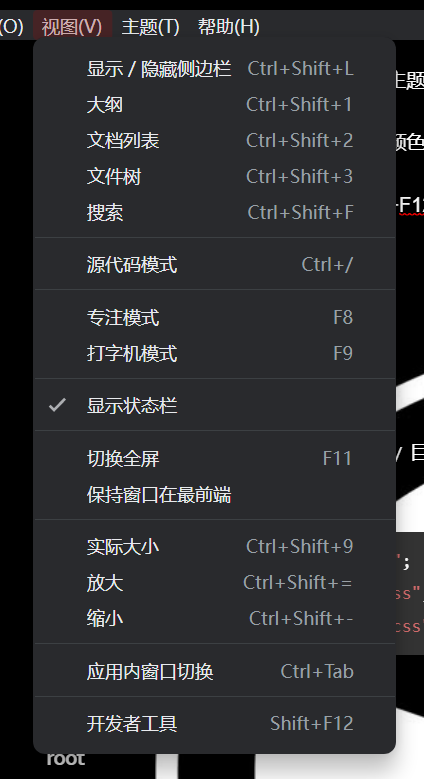 (O) 视图(V) 主题(T) 帮助(H)
显示 / 隐藏侧边栏 Ctrl+Shift+L
主题
大纲 Ctrl+Shift+1
文档列表 Ctrl+Shift+2
颜色
文件树 Ctrl+Shift+3
搜索 Ctrl+Shift+F
+F12
源代码模式 Ctrl+/
专注模式 F8
打字机模式 F9
显示状态栏
切换全屏 F11
/ 目
保持窗口在最前端
实际大小 Ctrl+Shift+9
";
放大 Ctrl+Shift+=
ss"
缩小 Ctrl+Shift+-
css"
应用内窗口切换 Ctrl+Tab
开发者工具 Shift+F12
root